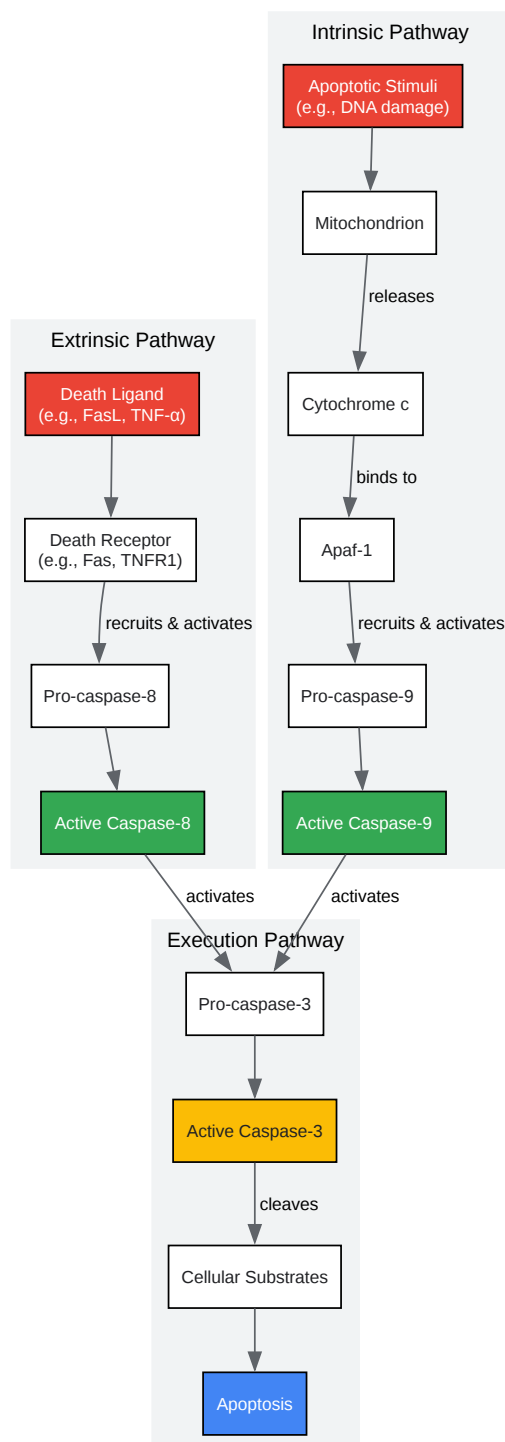 Intrinsic Pathway
Apoptotic Stimuli
(e.g., DNA damage)
Mitochondrion
releases
Extrinsic Pathway
Death Ligand
(e.g., FasL, TNF-α)
Cytochrome c
binds to
Death Receptor
(e.g., Fas, TNFR1)
Apaf-1
recruits & activates
recruits & activates
Pro-caspase-8
Pro-caspase-9
Active Caspase-8
Active Caspase-9
activates
activates
Execution Pathway
Pro-caspase-3
Active Caspase-3
cleaves
Cellular Substrates
Apoptosis